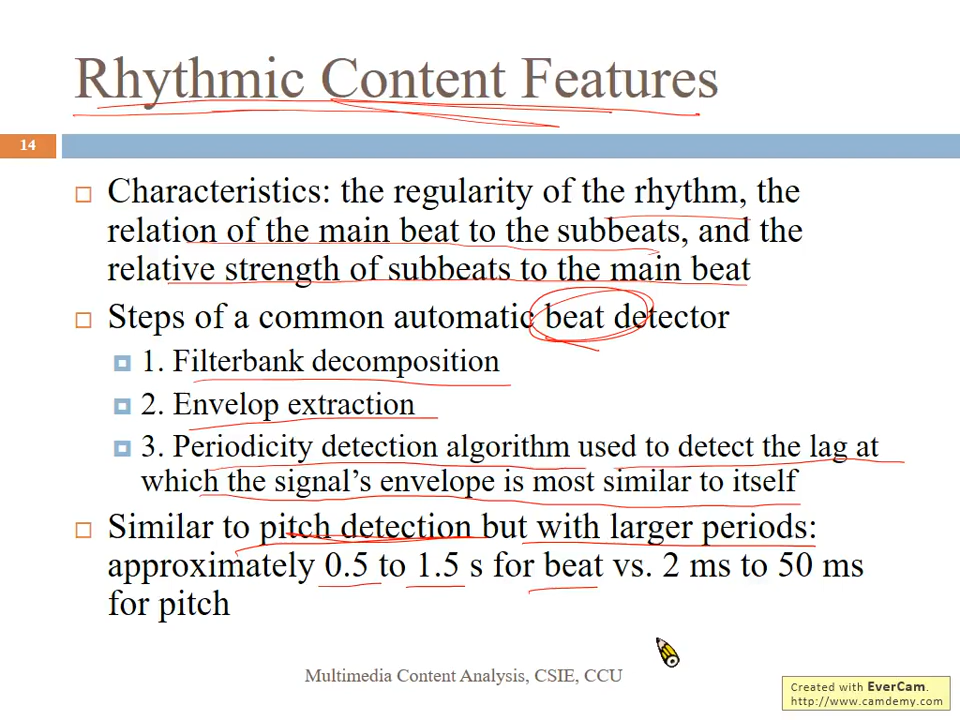 Rhythmic Content Features
14
Characteristics: the regularity of the rhythm, the
relation of the main beat to the subbeats, and the
relative strength of subbeats to the main beat
Steps of a common automatic beat detector
1. Filterbank decomposition
2. Envelop extraction
3. Periodicity detection algorithm used to detect the lag at
which the signal's envelope is most similar to itself
Similar to pitch detection but with larger periods:
approximately 0.5 to 1.5 s for beat vs. 2 ms to 50 ms
for pitch
Multimedia Content Analysis, CSIE, CCU
Created with EverCam.
http://www.camdemy.com